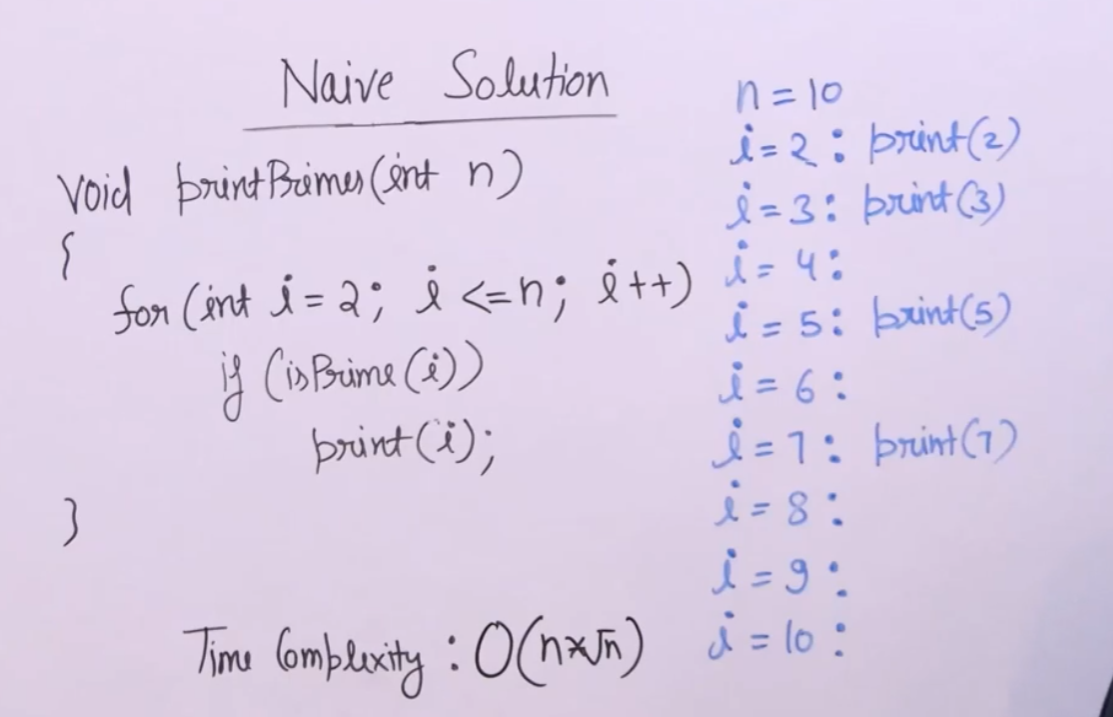 Naive Solution
void printPrimes(int n)
{
for (int i = 2; i <= n; i++)
if (isPrime(i))
print(i);
}
Time Complexity : O(n×√n)
n = 10
i = 2 : print(2)
i = 3 : print(3)
i = 4 :
i = 5 : print(5)
i = 6 :
i = 7 : print(7)
i = 8 :
i = 9 :
i = 10 :